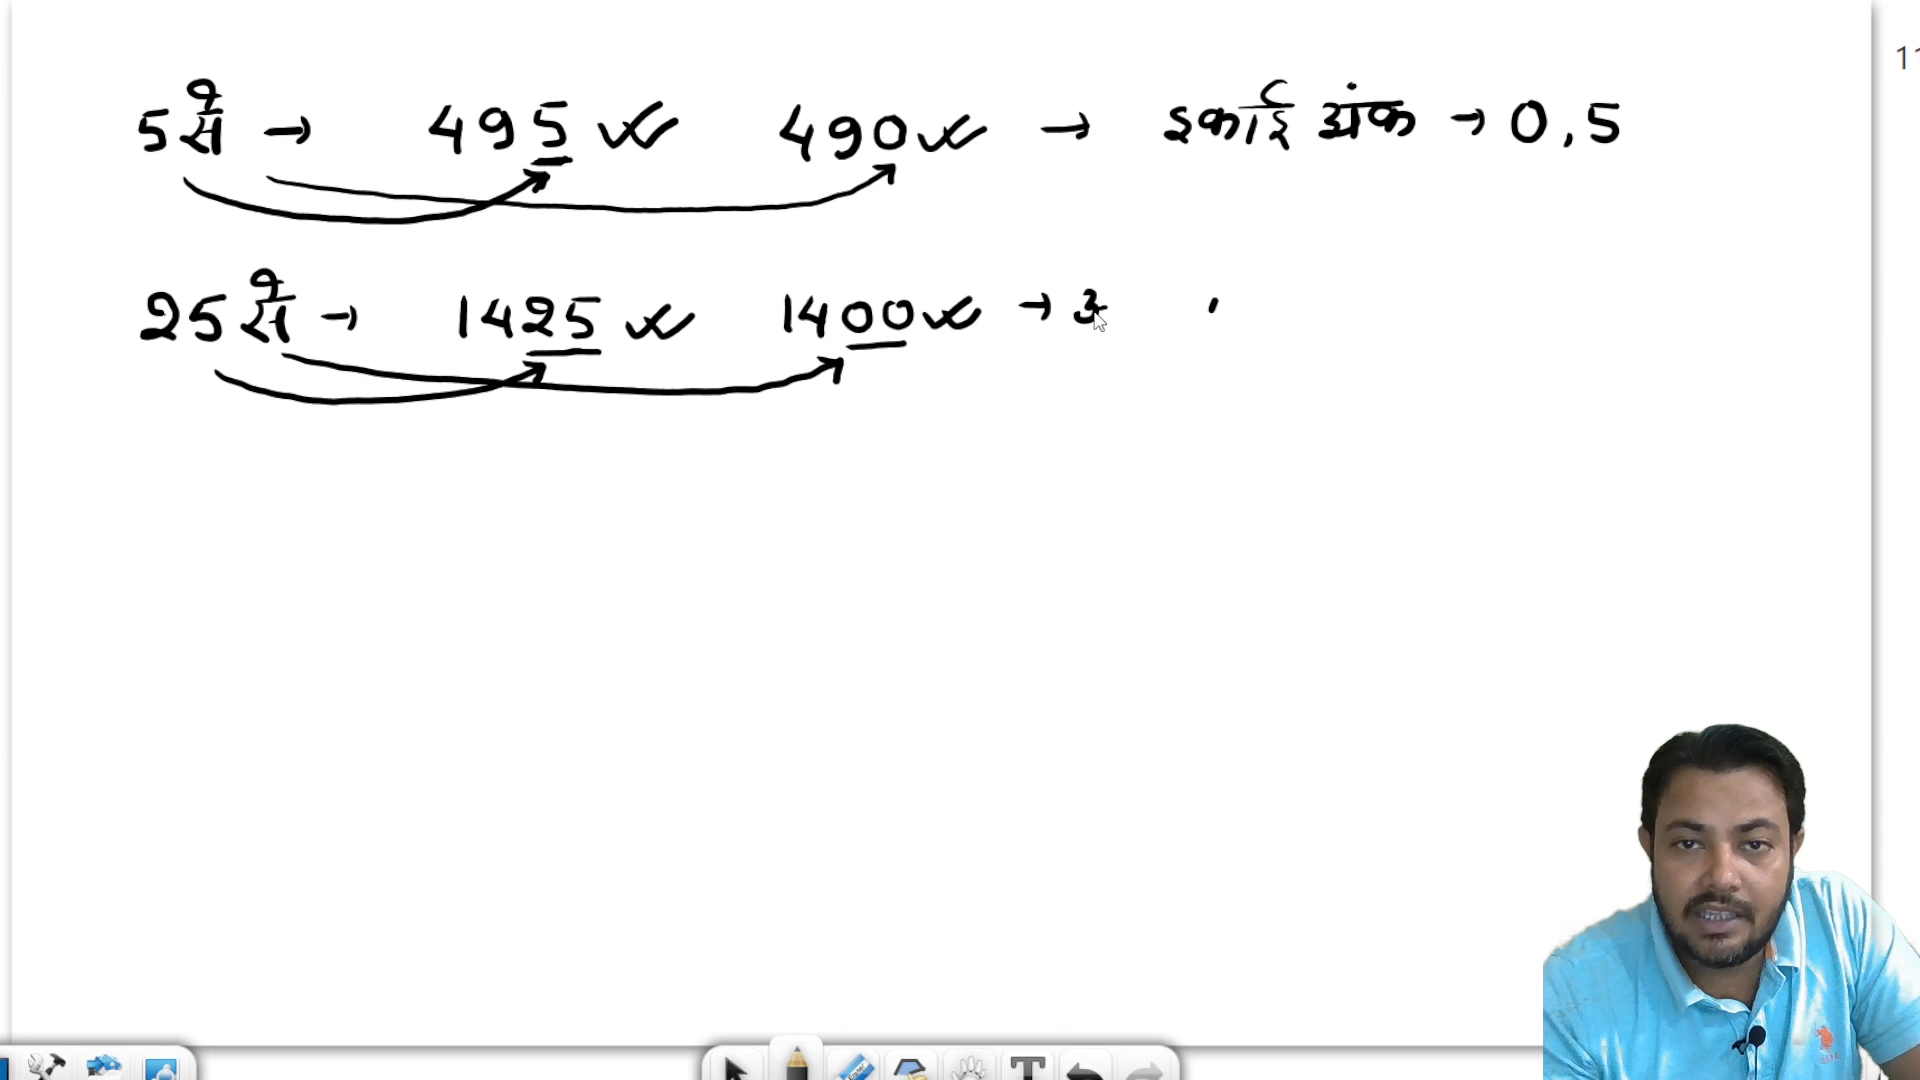 5 से → 495 490 → इकाई अंक → 0,5
25 से → 1425 1400 →
T